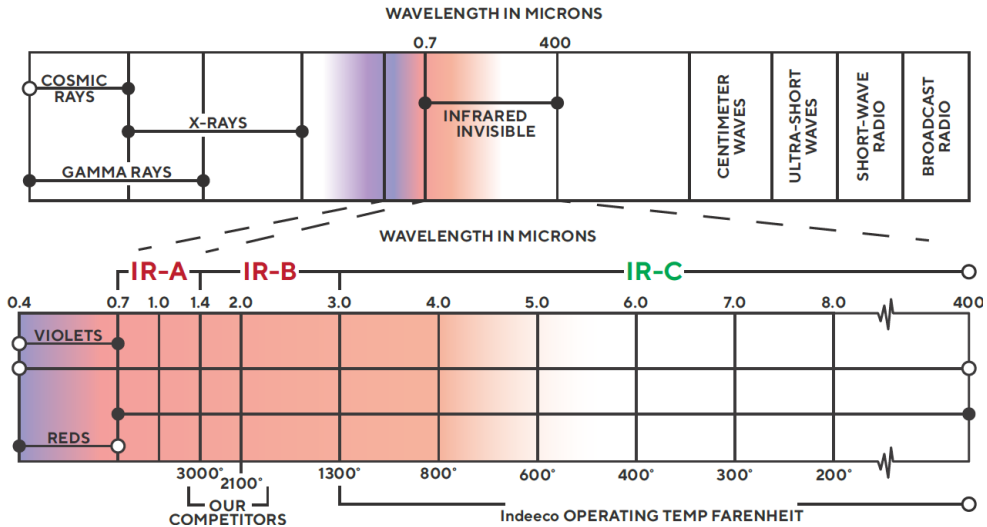 WAVELENGTH IN MICRONS
0.7 400
COSMIC
RAYS
X-RAYS
GAMMA RAYS
INFRARED
INVISIBLE
CENTIMETER
WAVES
ULTRA-SHORT
WAVES
SHORT-WAVE
RADIO
BROADCAST
RADIO
WAVELENGTH IN MICRONS
IR-A IR-B IR-C
0.4 0.7 1.0 1.4 2.0 3.0 4.0 5.0 6.0 7.0 8.0 400
VIOLETS
REDS
3000° 2100° 1300° 800° 600° 400° 300° 200°
OUR
COMPETITORS
Indeeco OPERATING TEMP FARENHEIT